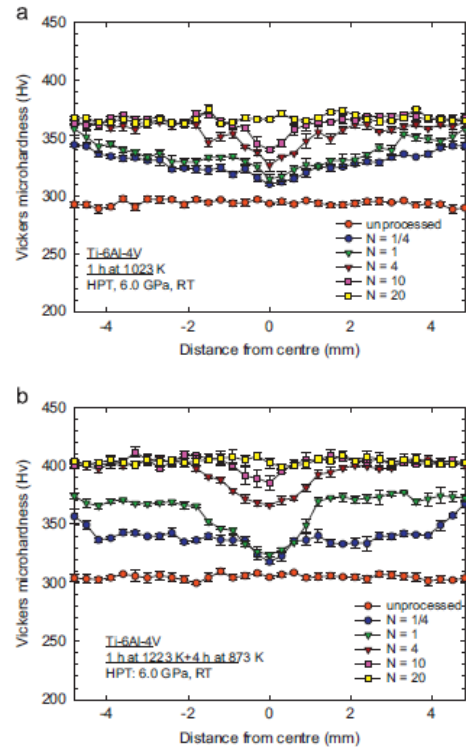 a
450
400
350
300
250
200
Vickers microhardness (Hv)
Ti-6Al-4V
1 h at 1023 K
HPT, 6.0 GPa, RT
unprocessed
N = 1/4
N = 1
N = 4
N = 10
N = 20
-4 -2 0 2 4
Distance from centre (mm)
b
450
400
350
300
250
200
Vickers microhardness (Hv)
Ti-6Al-4V
1 h at 1223 K+4 h at 873 K
HPT: 6.0 GPa, RT
unprocessed
N = 1/4
N = 1
N = 4
N = 10
N = 20
-4 -2 0 2 4
Distance from centre (mm)